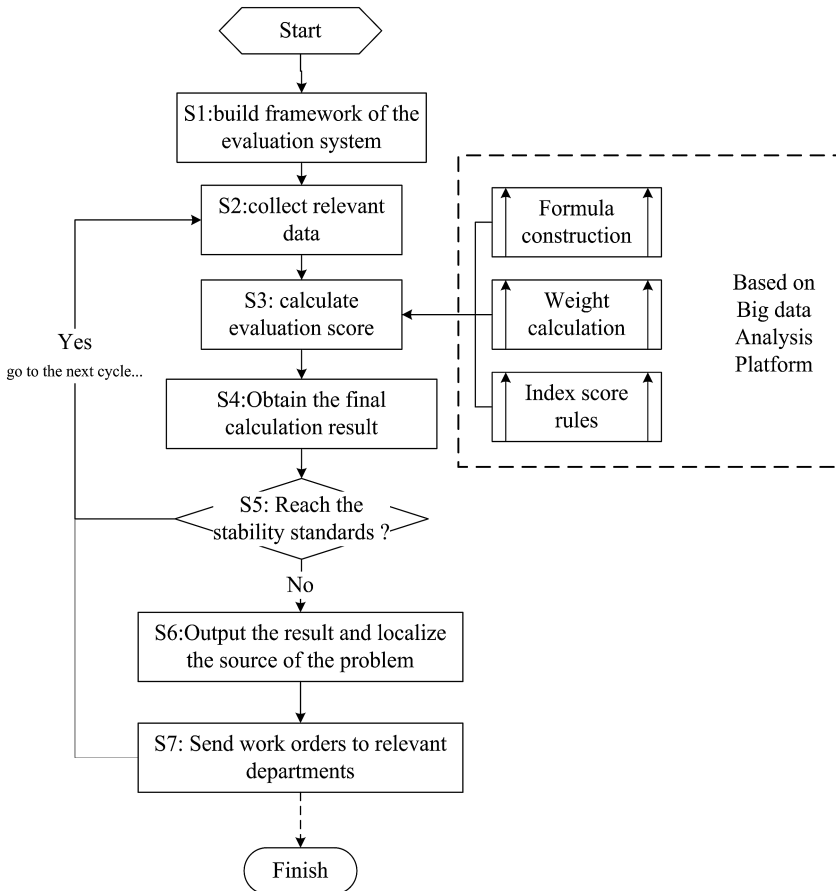 Start
S1:build framework of the
evaluation system
S2:collect relevant
data
S3: calculate
evaluation score
S4:Obtain the final
calculation result
S5: Reach the
stability standards ?
Yes
go to the next cycle...
No
S6:Output the result and localize
the source of the problem
S7: Send work orders to relevant
departments
Finish
Formula
construction
Weight
calculation
Index score
rules
Based on
Big data
Analysis
Platform